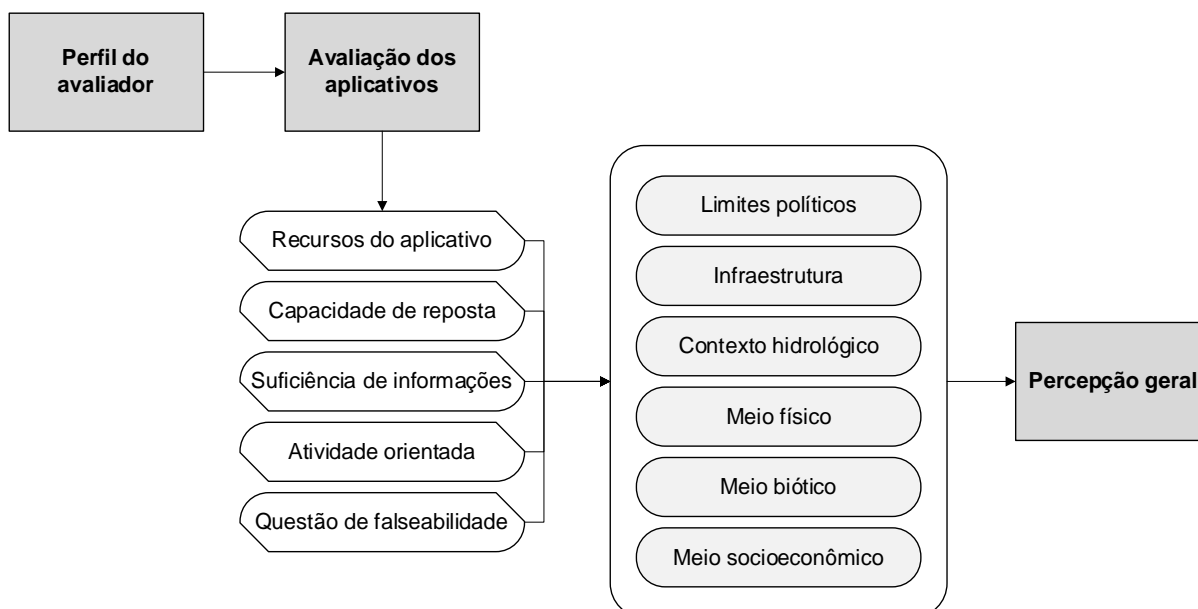 Perfil do
avaliador
Avaliação dos
aplicativos
Recursos do aplicativo
Capacidade de reposta
Suficiência de informações
Atividade orientada
Questão de falseabilidade
Limites políticos
Infraestrutura
Contexto hidrológico
Meio físico
Meio biótico
Meio socioeconômico
Percepção geral